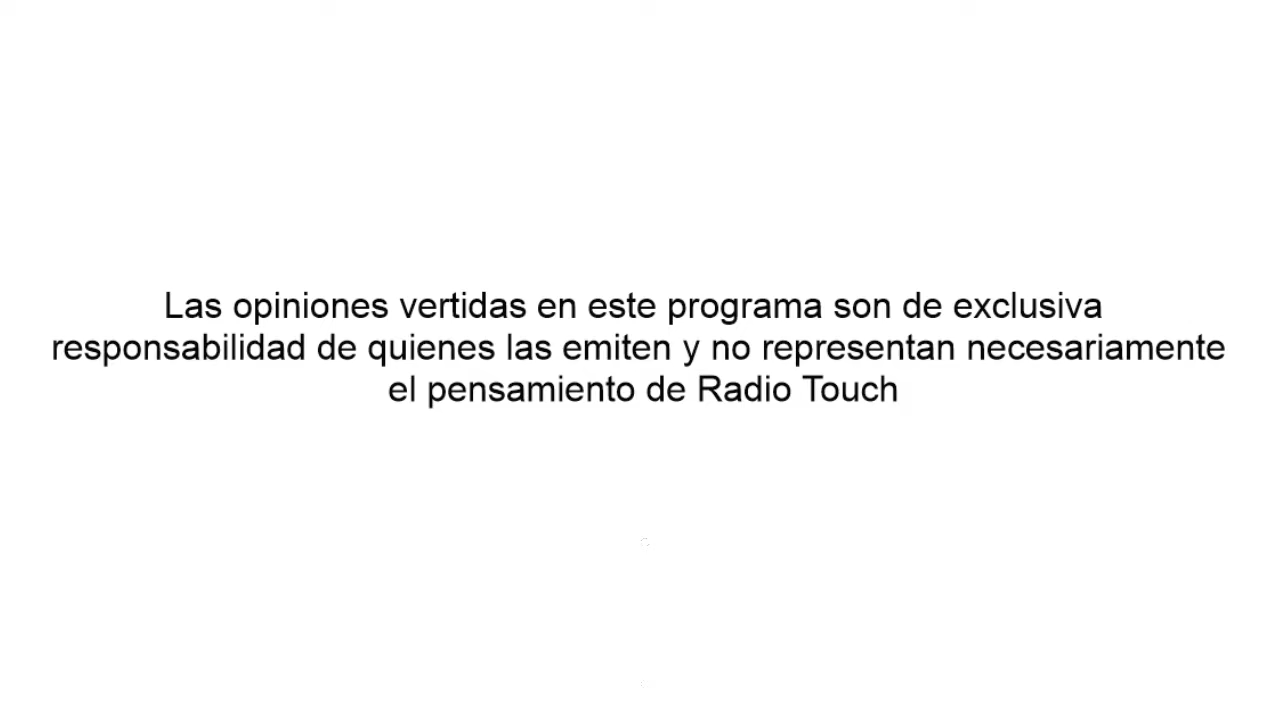 Las opiniones vertidas en este programa son de exclusiva
responsabilidad de quienes las emiten y no representan necesariamente
el pensamiento de Radio Touch